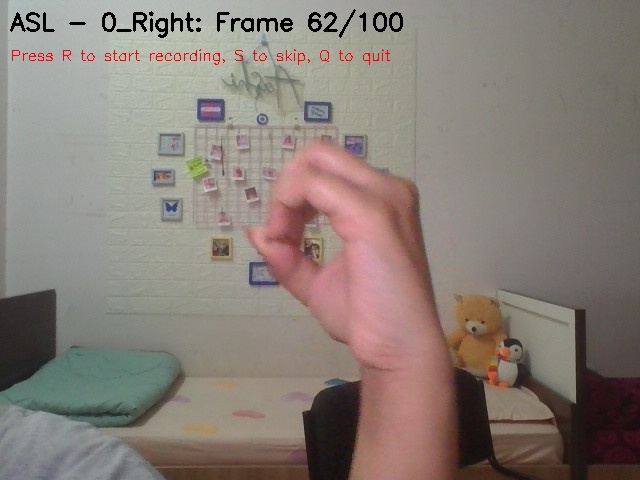 ASL - 0_Right: Frame 62/100
Press R to start recording, S to skip, Q to quit